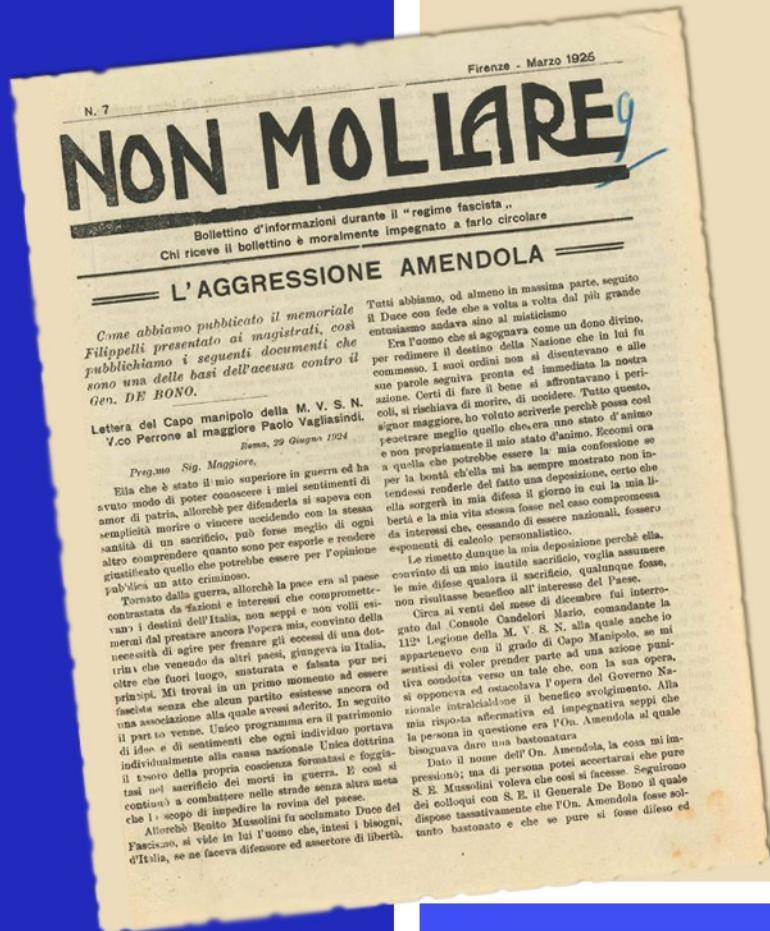 N. 7
Firenze - Marzo 1925
NON MOLLARE
9
Bollettino d'informazioni durante il "regime fascista„
Chi riceve il bollettino è moralmente impegnato a farlo circolare
L'AGGRESSIONE AMENDOLA
Come abbiamo pubbticato il memoriale
Filippelli presentato ai magistrati, così
pubblichiamo i seguenti documenti che
sono una delle basi dell'aceusa contro il
Gen. DE BONO.
Lettera del Capo manipolo della M. V. S. N.
V.co Perrone al maggiore Paolo Vagliasindi.
Roma, 29 Giugno 1924
Preg.mo Sig. Maggiore,
Ella che è stato il mio superiore in guerra ed ha
avuto modo di poter conoscere i miei sentimenti di
amor di patria, allorchè per difenderla si sapeva con
semplicità morire o vincere uccidendo con la stessa
santità di un sacrificio, può forse meglio di ogni
altro comprendere quanto sono per esporle e rendere
giustificato quello che potrebbe essere per l'opinione
pubblica un atto criminoso.
Tornato dalla guerra, allorchè la pace era al paese
contrastata da fazioni e interessi che compromette-
vano i destini dell'Italia, non seppi e non volli esi-
mermi dal prestare ancora l'opera mia, convinto della
necessità di agire per frenare gli eccessi di una dot-
trina che venendo da altri paesi, giungeva in Italia,
oltre che fuori luogo, snaturata e falsata pur nei
principi. Mi trovai in un primo momento ad essere
fascista senza che alcun partito esistesse ancora od
una associazione alla quale avessi aderito. In seguito
il partito venne. Unico programma era il patrimonio
di idee e di sentimenti che ogni individuo portava
individualmente alla causa nazionale Unica dottrina
il tesoro della propria coscienza formatasi e foggia-
tasi nel sacrificio dei morti in guerra. E così si
continuò a combattere nelle strade senza altra meta
che lo scopo di impedire la rovina del paese.
Allorchè Benito Mussolini fu acclamato Duce del
Fascismo, si vide in lui l'uomo che, intesi i bisogni,
d'Italia, se ne faceva difensore ed assertore di libertà.
Tutti abbiamo, od almeno in massima parte, seguito
il Duce con fede che a volta a volta dal più grande
entusiasmo andava sino al misticismo
Era l'uomo che si agognava come un dono divino,
per redimere il destino della Nazione che in lui fu
commesso. I suoi ordini non si discutevano e alle
sue parole seguiva pronta ed immediata la nostra
azione. Certi di fare il bene si affrontavano i peri-
coli, si rischiava di morire, di uccidere. Tutto questo,
signor maggiore, ho voluto scriverle perchè possa così
penetrare meglio quello che era uno stato d'animo
e non propriamente il mio stato d'animo. Eccomi ora
a quella che potrebbe essere la mia confessione se
per la bontà ch'ella mi ha sempre mostrato non in-
tendessi renderle del fatto una deposizione, certo che
ella sorgerà in mia difesa il giorno in cui la mia li-
bertà e la mia vita stessa fosse nel caso compromessa
da interessi che, cessando di essere nazionali, fossero
esponenti di calcolo personalistico.
Le rimetto dunque la mia deposizione perchè ella,
convinto di un mio inutile sacrificio, voglia assumere
le mie difese qualora il sacrificio, qualunque fosse,
non risultasse benefico all'interesse del Paese.
Circa ai venti del mese di dicembre fui interro-
gato dal Console Candelori Mario, comandante la
112ª Legione della M. V. S. N. alla quale anche io
appartenevo con il grado di Capo Manipolo, se mi
sentissi di voler prender parte ad una azione puni-
tiva condotta verso un tale che, con la sua opera,
si opponeva ed ostacolava l'opera del Governo Na-
zionale intralciandone il benefico svolgimento. Alla
mia risposta affermativa ed impegnativa seppi che
la persona in questione era l'On. Amendola al quale
bisognava dare una bastonatura
Dato il nome dell'On. Amendola, la cosa mi im-
pressionò; ma di persona potei accertarmi che pure
S. E. Mussolini voleva che così si facesse. Seguirono
dei colloqui con S. E. il Generale De Bono il quale
dispose tassativamente che l'On. Amendola fosse sol-
tanto bastonato e che se pure si fosse difeso ed